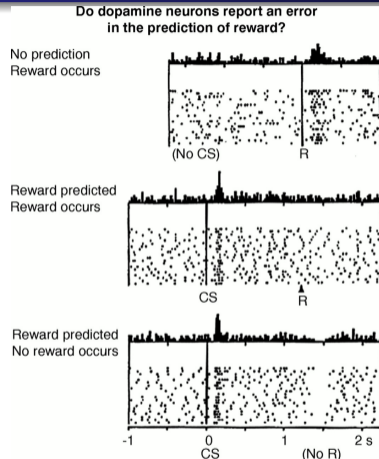 Do dopamine neurons report an error
in the prediction of reward?
No prediction
Reward occurs
(No CS) R
Reward predicted
Reward occurs
CS R
Reward predicted
No reward occurs
-1 0 1 2 s
CS (No R)